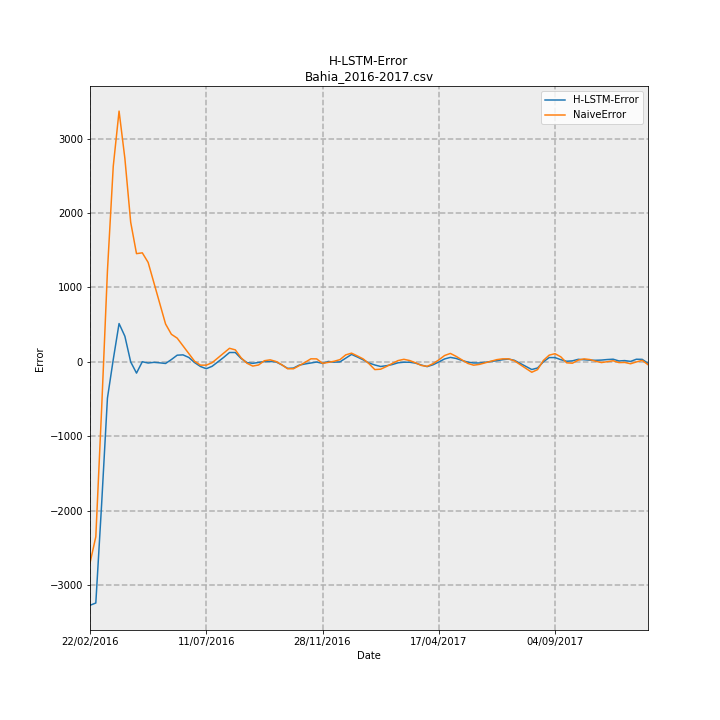 H-LSTM-Error
Bahia_2016-2017.csv
H-LSTM-Error
NaiveError
Error
3000
2000
1000
0
−1000
−2000
−3000
22/02/2016 11/07/2016 28/11/2016 17/04/2017 04/09/2017
Date